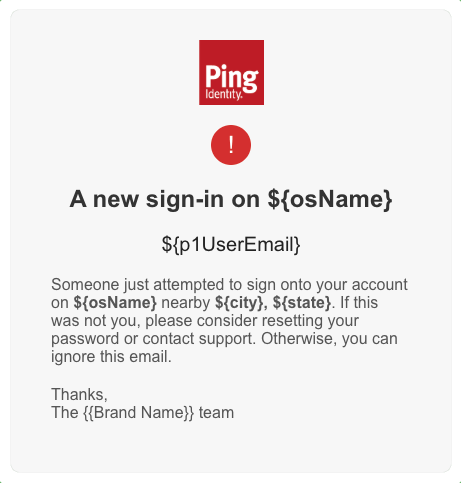 Ping
Identity.
!
A new sign-in on ${osName}
${p1UserEmail}
Someone just attempted to sign onto your account
on ${osName} nearby ${city}, ${state}. If this
was not you, please consider resetting your
password or contact support. Otherwise, you can
ignore this email.
Thanks,
The {{Brand Name}} team